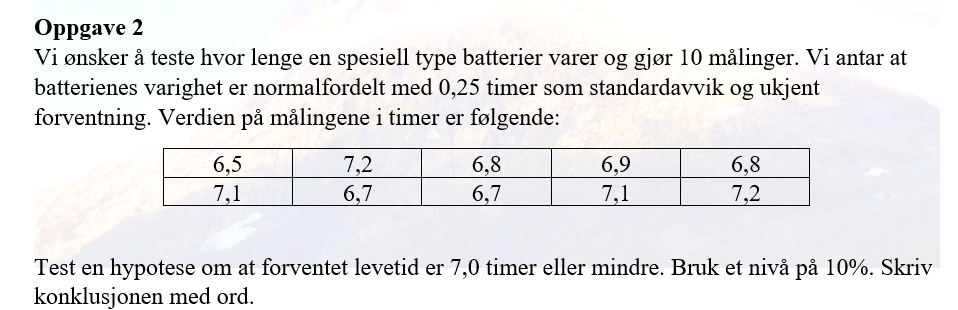 Oppgave 2
Vi ønsker å teste hvor lenge en spesiell type batterier varer og gjør 10 målinger. Vi antar at
batterienes varighet er normalfordelt med 0,25 timer som standardavvik og ukjent
forventning. Verdien på målingene i timer er følgende:
6,5 7,2 6,8 6,9 6,8
7,1 6,7 6,7 7,1 7,2
Test en hypotese om at forventet levetid er 7,0 timer eller mindre. Bruk et nivå på 10%. Skriv
konklusjonen med ord.